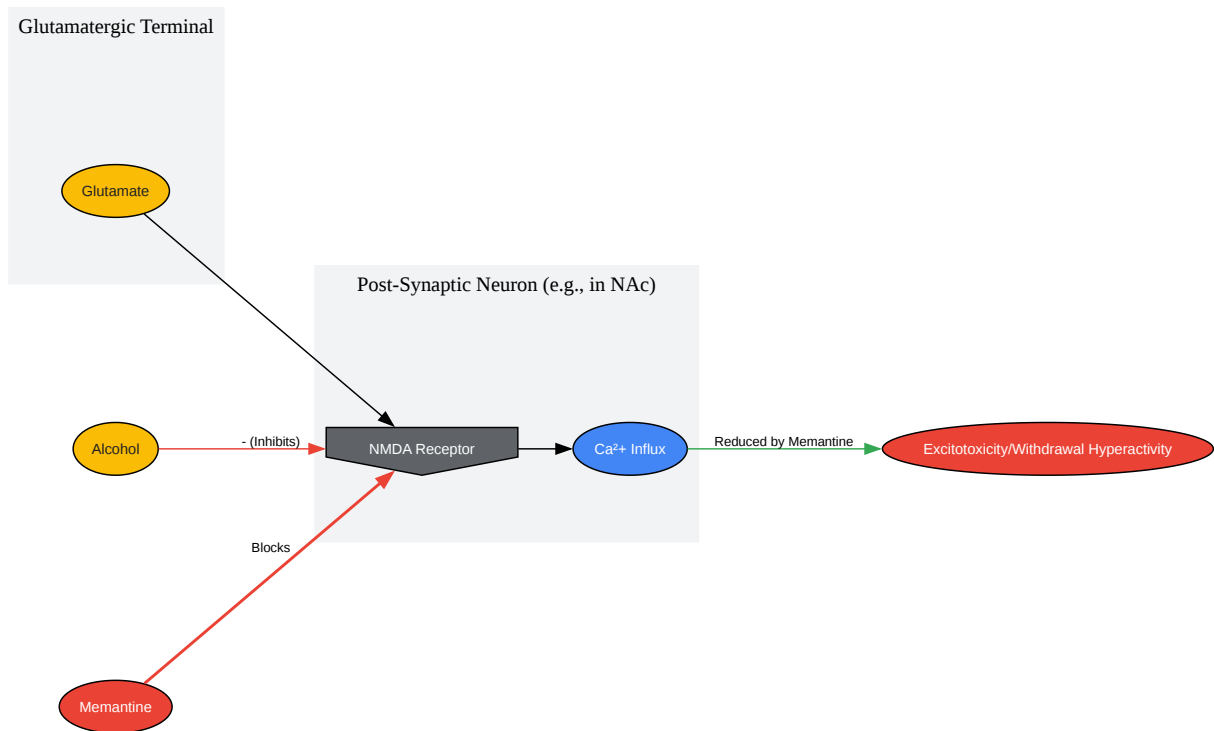 Glutamatergic Terminal
Glutamate
Post-Synaptic Neuron (e.g., in NAc)
Alcohol
- (Inhibits)
NMDA Receptor
Ca²+ Influx
Reduced by Memantine
Excitotoxicity/Withdrawal Hyperactivity
Blocks
Memantine